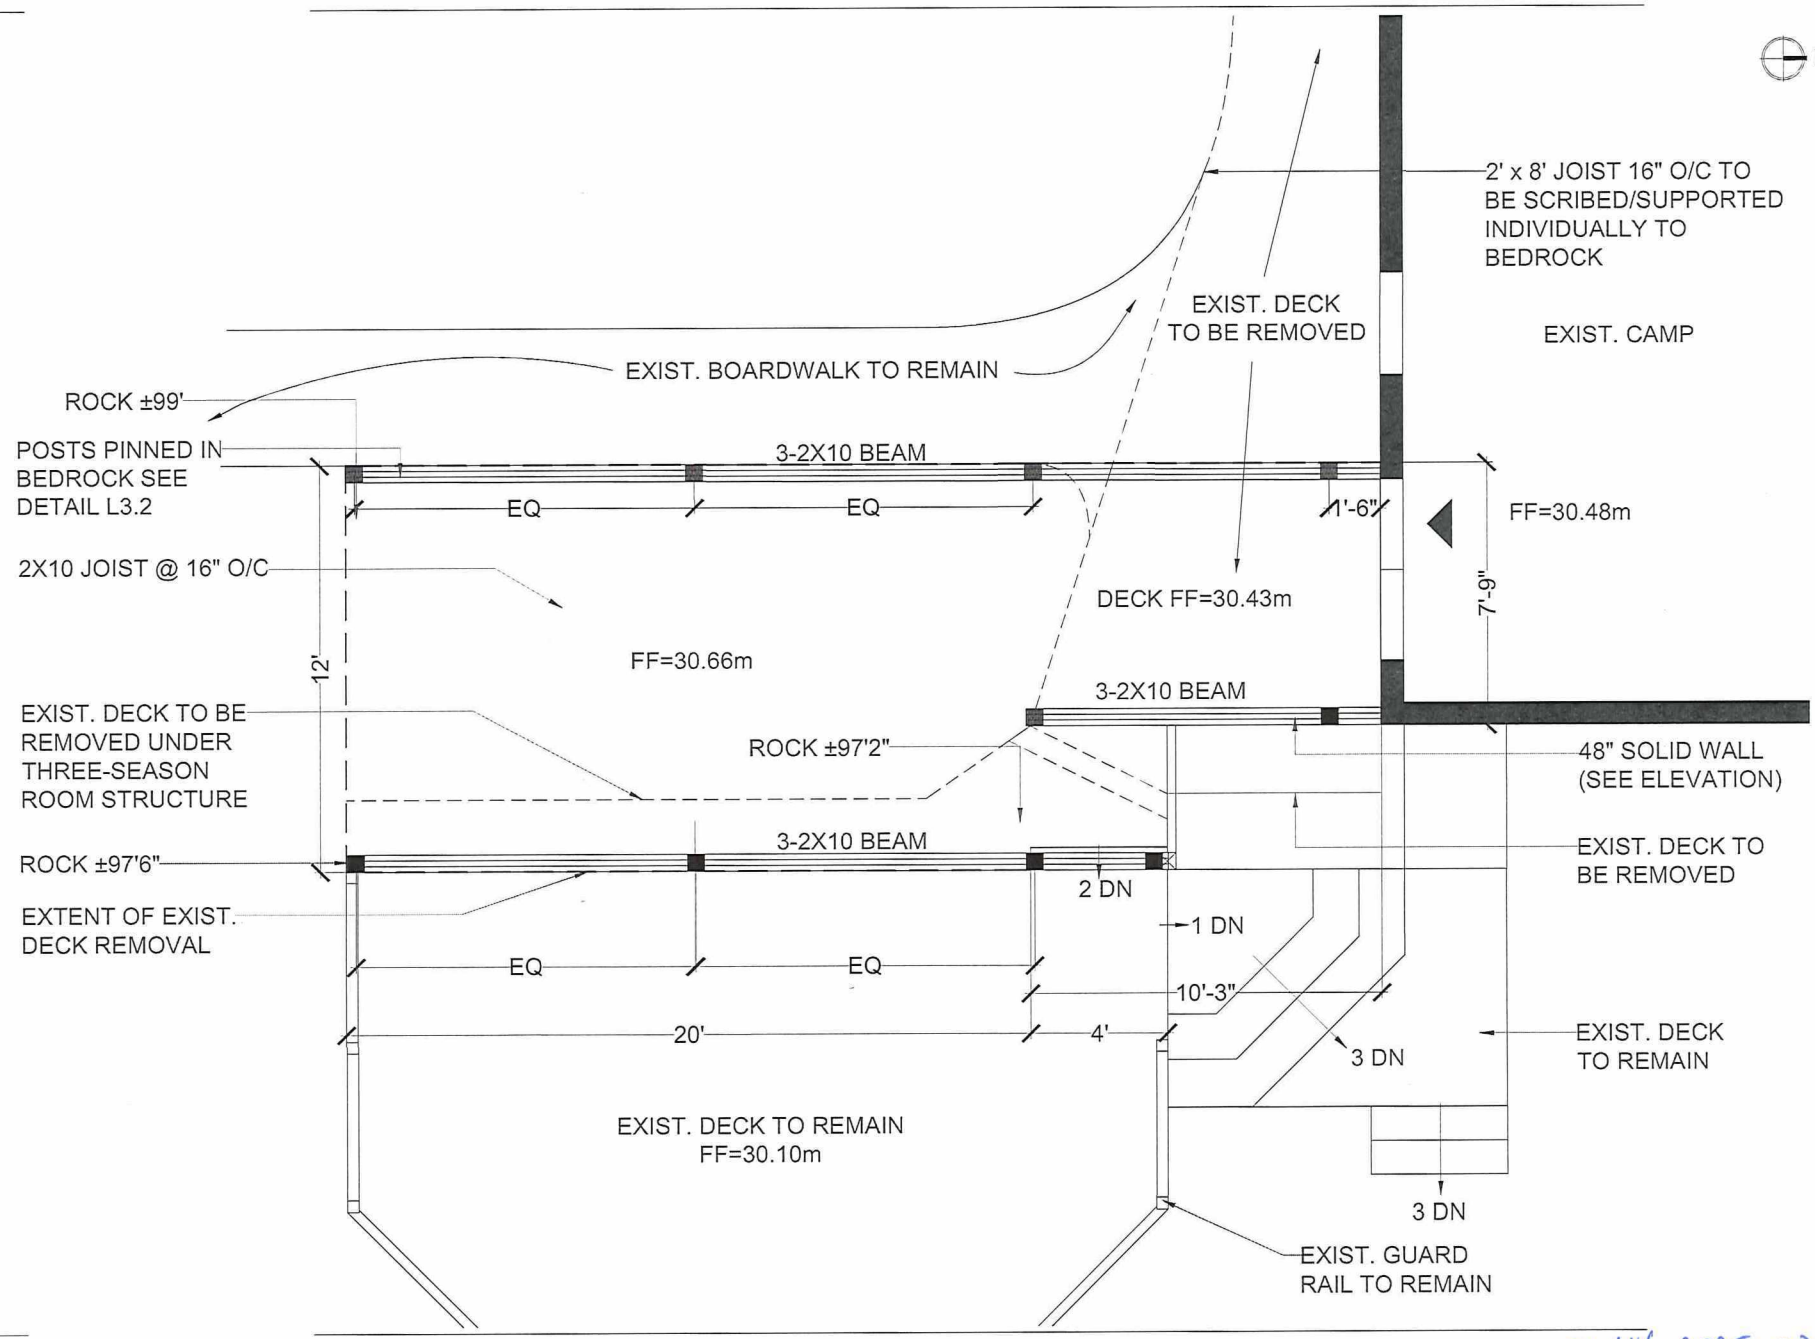 2' x 8' JOIST 16" O/C TO
BE SCRIBED/SUPPORTED
INDIVIDUALLY TO
BEDROCK
EXIST. DECK
TO BE REMOVED
EXIST. CAMP
EXIST. BOARDWALK TO REMAIN
ROCK ±99'
POSTS PINNED IN
BEDROCK SEE
DETAIL L3.2
3-2X10 BEAM
EQ
EQ
1'-6"
FF=30.48m
2X10 JOIST @ 16" O/C
DECK FF=30.43m
7'-9"
12'
FF=30.66m
3-2X10 BEAM
EXIST. DECK TO BE
REMOVED UNDER
THREE-SEASON
ROOM STRUCTURE
ROCK ±97'2"
48" SOLID WALL
(SEE ELEVATION)
3-2X10 BEAM
EXIST. DECK TO
BE REMOVED
ROCK ±97'6"
2 DN
EXTENT OF EXIST.
DECK REMOVAL
1 DN
EQ
EQ
10'-3"
20'
4'
3 DN
EXIST. DECK
TO REMAIN
EXIST. DECK TO REMAIN
FF=30.10m
3 DN
EXIST. GUARD
RAIL TO REMAIN